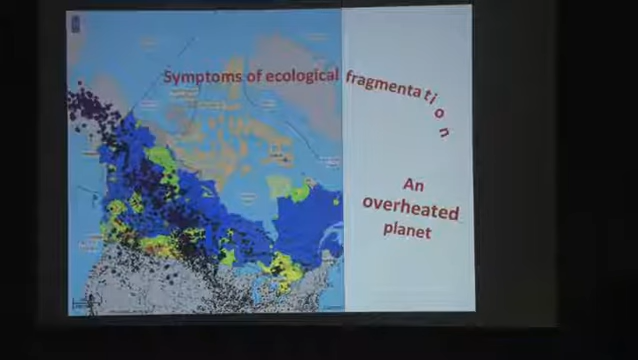 Symptoms of ecological fragmentation
An
overheated
planet